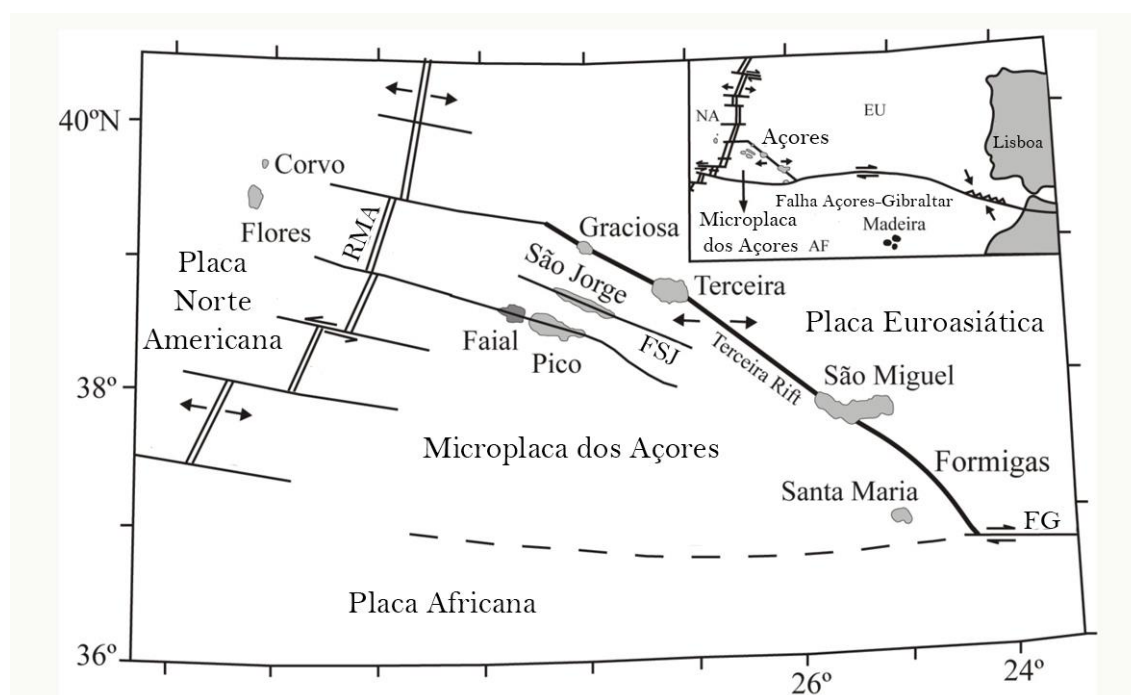 40ºN
Corvo
Flores
Placa
Norte
Americana
RMA
Graciosa
São Jorge
Terceira
Faial
Pico
FSJ
Terceira Rift
Placa Euroasiática
São Miguel
38º
Microplaca dos Açores
Formigas
Santa Maria
FG
Placa Africana
36º
26º
24º
NA
EU
Açores
Lisboa
Falha Açores-Gibraltar
Microplaca
dos Açores
Madeira
AF